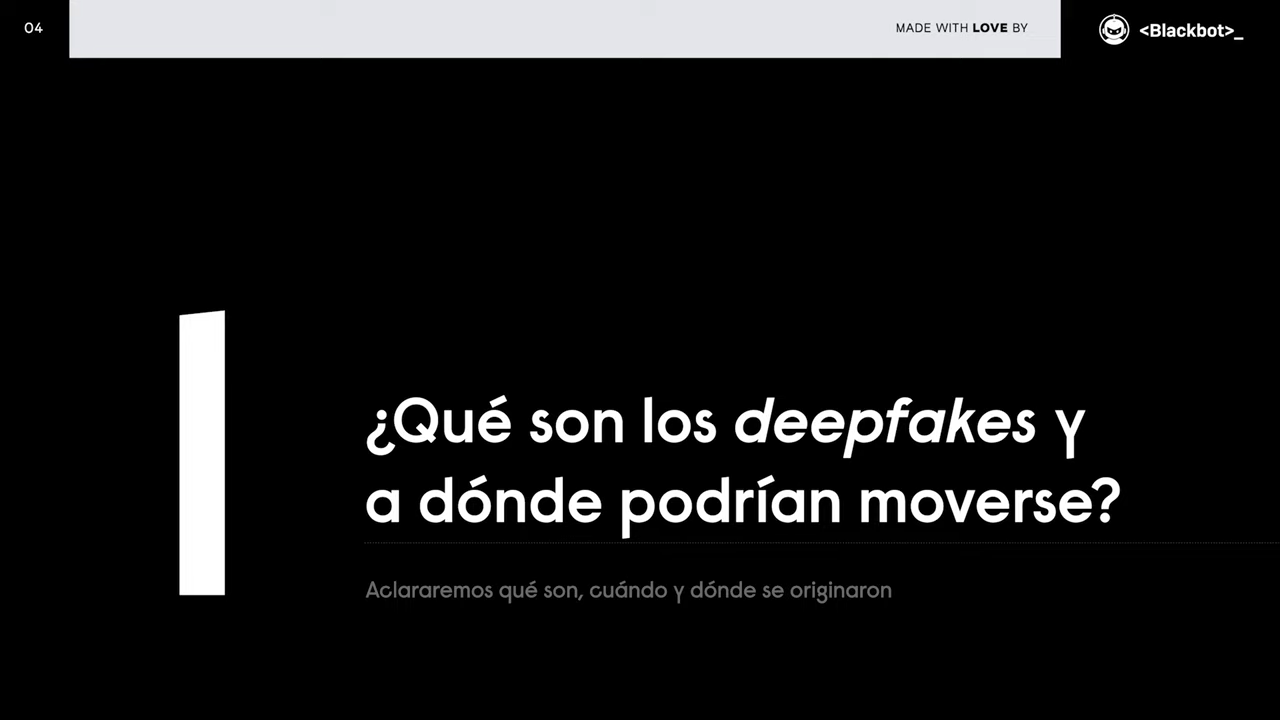 04
MADE WITH LOVE BY
<Blackbot>_
1
¿Qué son los deepfakes y
a dónde podrían moverse?
Aclararemos qué son, cuándo y dónde se originaron